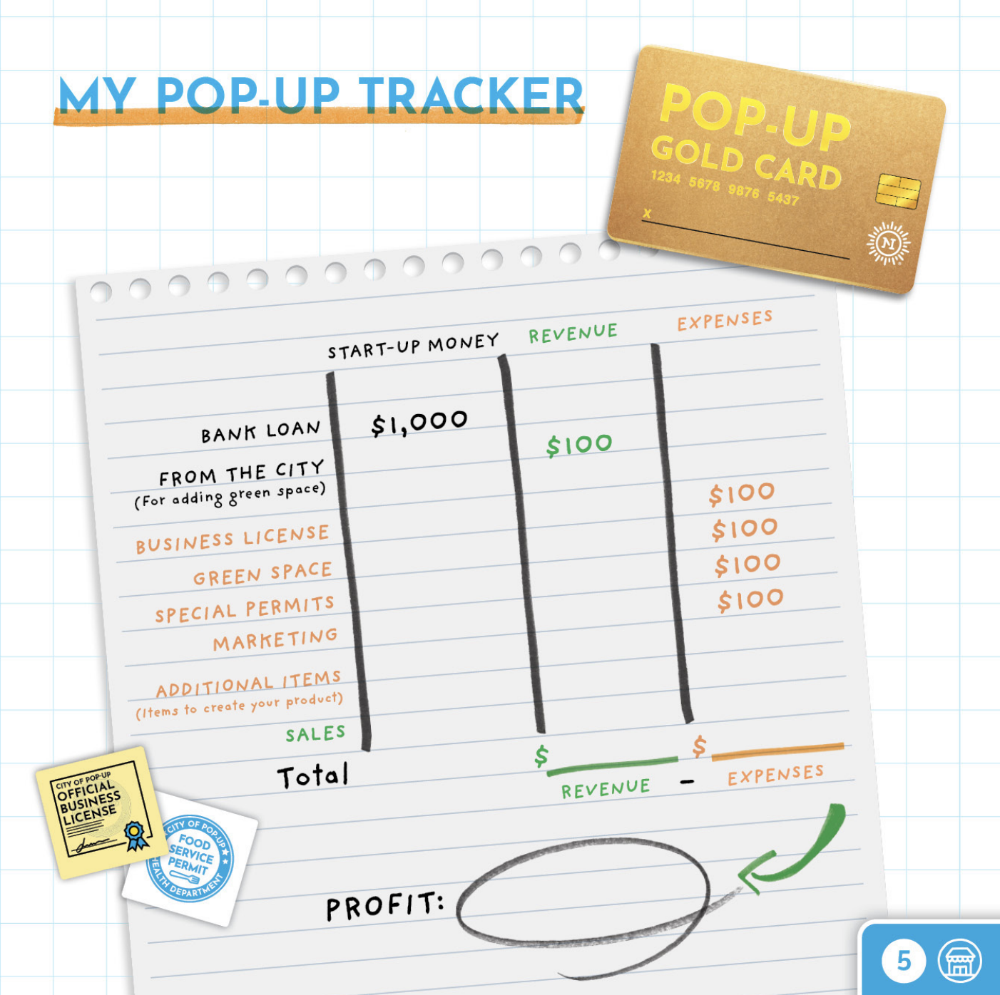 MY POP-UP TRACKER
POP-UP
GOLD CARD
1234 5678 9876 5437
X
N
START-UP MONEY REVENUE EXPENSES
BANK LOAN $1,000
FROM THE CITY $100
(For adding green space)
BUSINESS LICENSE $100
GREEN SPACE $100
SPECIAL PERMITS $100
MARKETING $100
ADDITIONAL ITEMS
(Items to create your product)
SALES
Total $ $
REVENUE - EXPENSES
PROFIT:
CITY OF POP-UP
OFFICIAL
BUSINESS
LICENSE
CITY OF POP-UP
FOOD
SERVICE
PERMIT
HEALTH DEPARTMENT
5